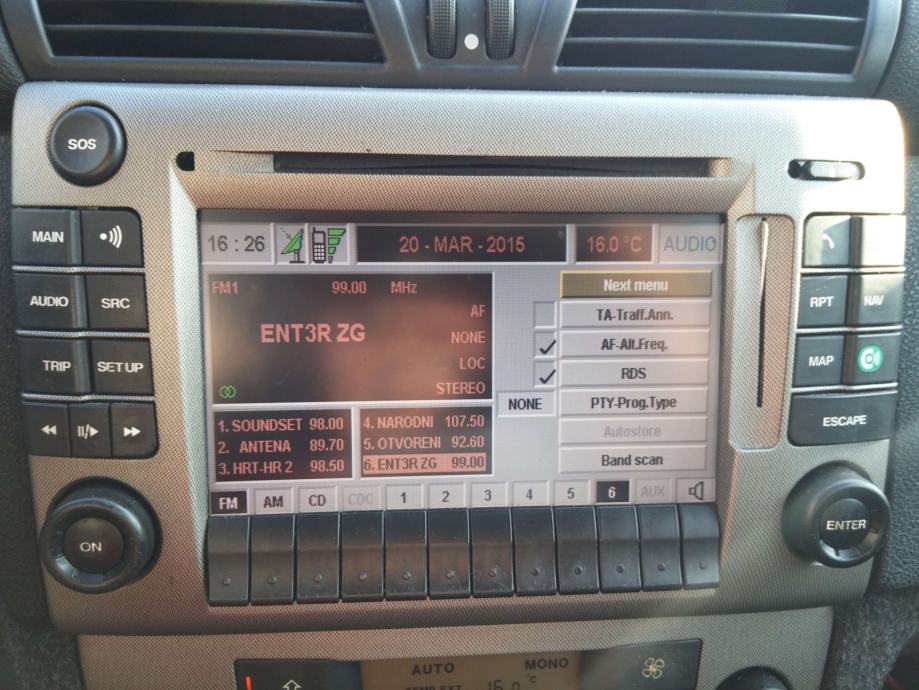 SOS
MAIN
AUDIO SRC
TRIP SET UP
ON
16 : 26 20 - MAR - 2015 16.0 °C AUDIO
FM1 99.00 MHz
AF
ENT3R ZG
NONE
LOC
STEREO
1. SOUNDSET 98.00
2. ANTENA 89.70
3. HRT-HR 2 98.50
4. NARODNI 107.50
5. OTVORENI 92.60
6. ENT3R ZG 99.00
Next menu
TA-Traff.Ann.
AF-Alt.Freq.
RDS
NONE PTY-Prog.Type
Autostore
Band scan
FM AM CD CDC 1 2 3 4 5 6 AUX
RPT NAV
MAP
ESCAPE
ENTER
AUTO MONO